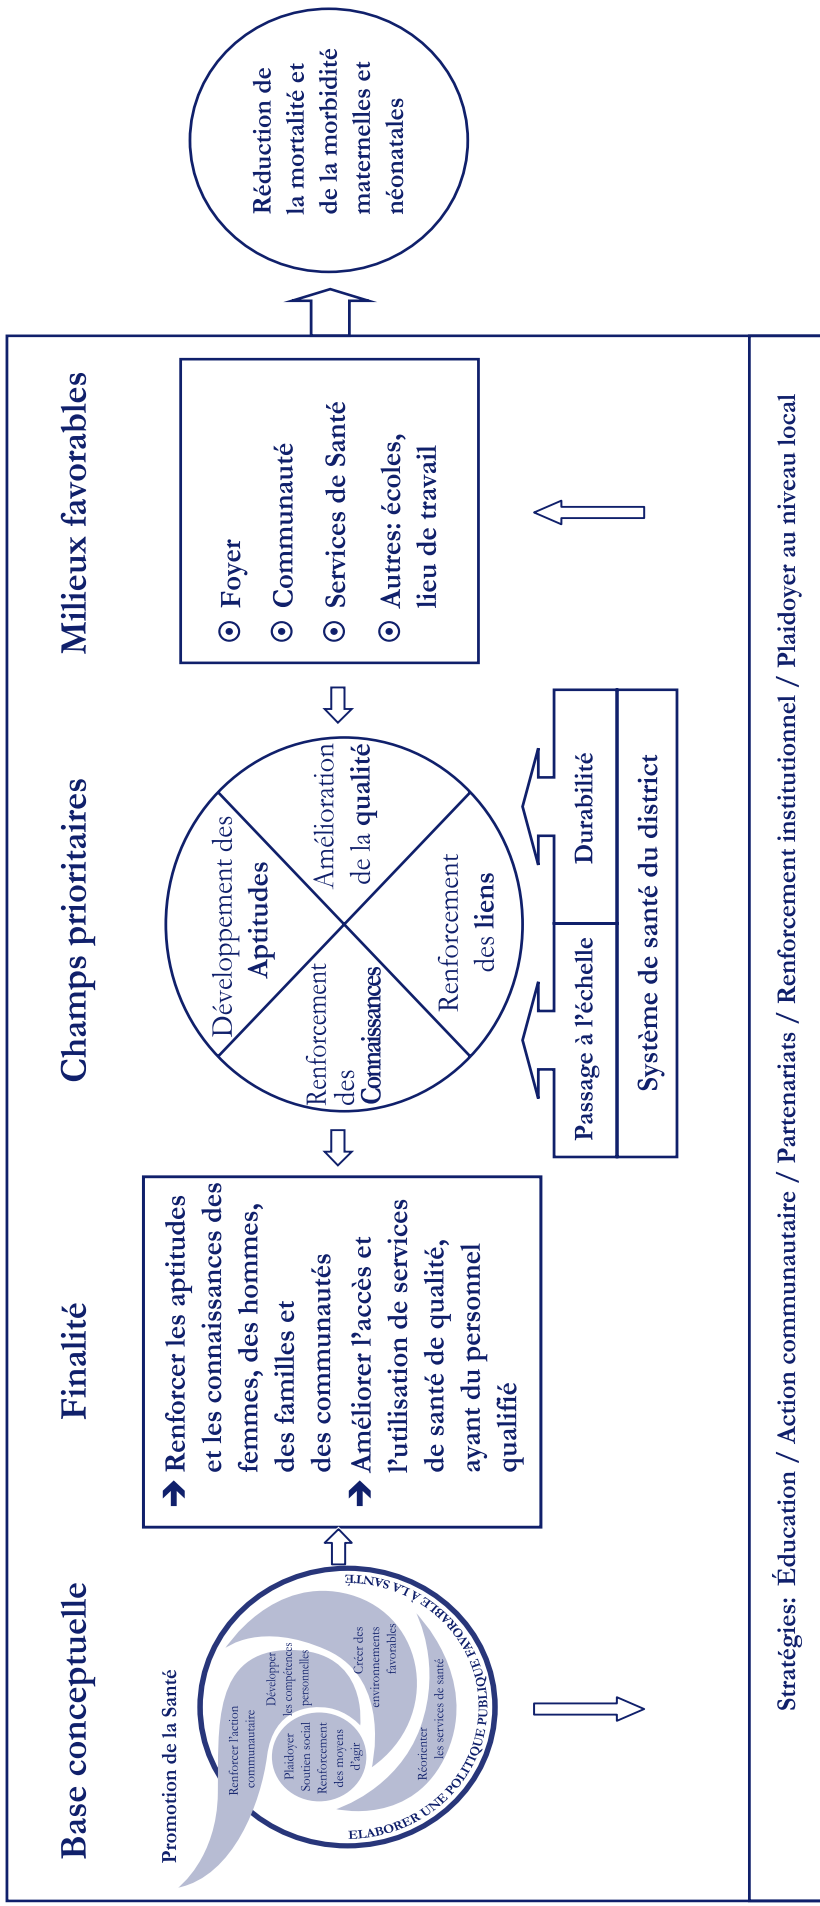 Base conceptuelle
Finalité
Champs prioritaires
Milieux favorables
Promotion de la Santé
Renforcer l'action
communautaire
Développer
les compétences
personnelles
Plaidoyer
Soutien social
Renforcement
des moyens
d'agir
Créer des
environnements
favorables
Réorienter
les services de santé
ELABORER UNE POLITIQUE PUBLIQUE FAVORABLE À LA SANTÉ
➔ Renforcer les aptitudes
et les connaissances des
femmes, des hommes,
des familles et
des communautés
➔ Améliorer l'accès et
l'utilisation de services
de santé de qualité,
ayant du personnel
qualifié
Développement des
Aptitudes
Renforcement
des
Connaissances
Amélioration
de la qualité
Renforcement
des liens
Passage à l'échelle
Durabilité
Système de santé du district
Foyer
Communauté
Services de Santé
Autres: écoles,
lieu de travail
Réduction de
la mortalité et
de la morbidité
maternelles et
néonatales
Stratégies: Éducation / Action communautaire / Partenariats / Renforcement institutionnel / Plaidoyer au niveau local